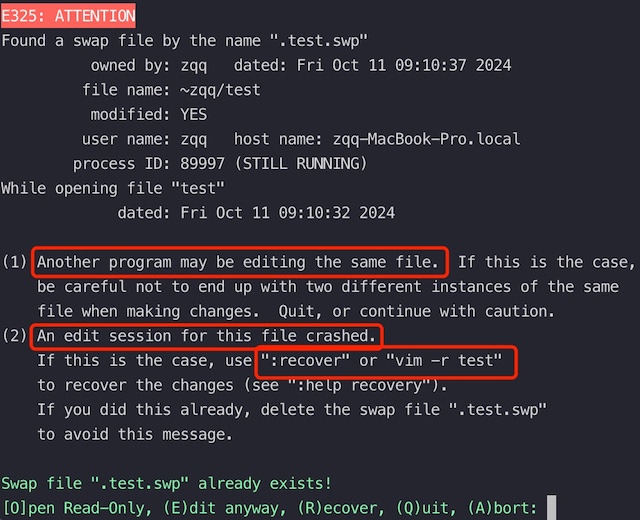 E325: ATTENTION
Found a swap file by the name ".test.swp"
owned by: zqq   dated: Fri Oct 11 09:10:37 2024
file name: ~zqq/test
modified: YES
user name: zqq   host name: zqq-MacBook-Pro.local
process ID: 89997 (STILL RUNNING)
While opening file "test"
dated: Fri Oct 11 09:10:32 2024
(1) Another program may be editing the same file.  If this is the case,
be careful not to end up with two different instances of the same
file when making changes.  Quit, or continue with caution.
(2) An edit session for this file crashed.
If this is the case, use ":recover" or "vim -r test"
to recover the changes (see ":help recovery").
If you did this already, delete the swap file ".test.swp"
to avoid this message.
Swap file ".test.swp" already exists!
[O]pen Read-Only, (E)dit anyway, (R)ecover, (Q)uit, (A)bort: